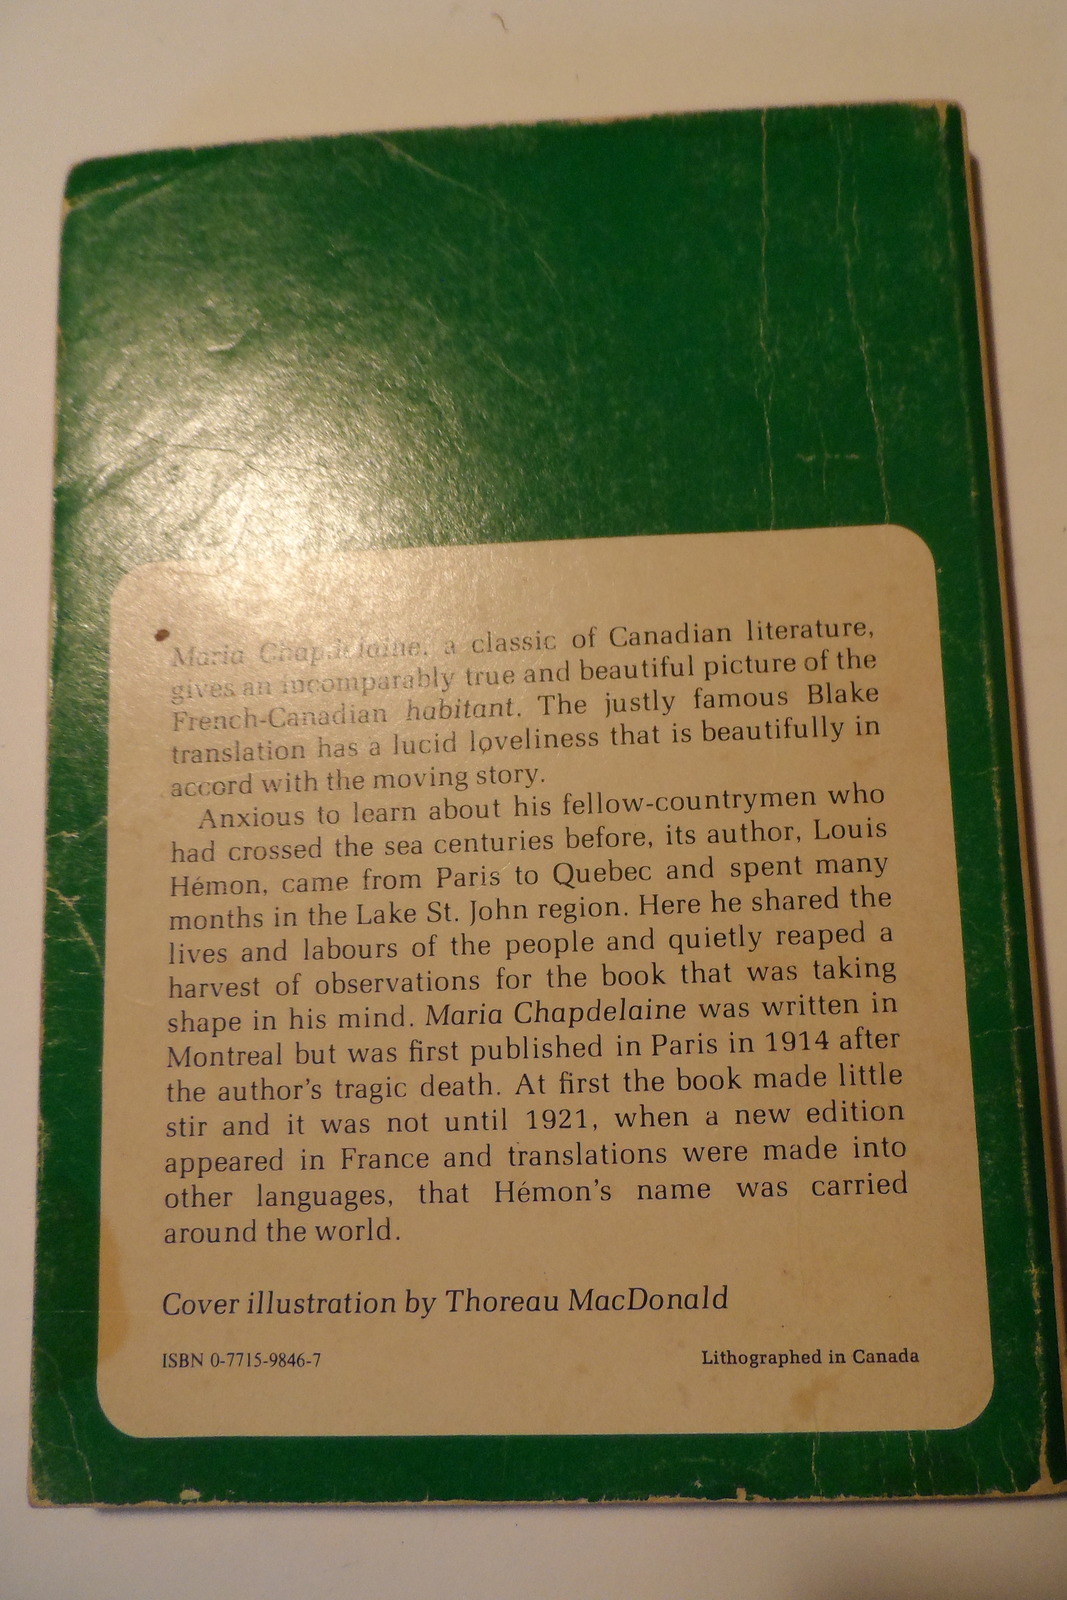 Maria Chapdelaine, a classic of Canadian literature,
gives an incomparably true and beautiful picture of the
French-Canadian habitant. The justly famous Blake
translation has a lucid loveliness that is beautifully in
accord with the moving story.
Anxious to learn about his fellow-countrymen who
had crossed the sea centuries before, its author, Louis
Hémon, came from Paris to Quebec and spent many
months in the Lake St. John region. Here he shared the
lives and labours of the people and quietly reaped a
harvest of observations for the book that was taking
shape in his mind. Maria Chapdelaine was written in
Montreal but was first published in Paris in 1914 after
the author's tragic death. At first the book made little
stir and it was not until 1921, when a new edition
appeared in France and translations were made into
other languages, that Hémon's name was carried
around the world.
Cover illustration by Thoreau MacDonald
ISBN 0-7715-9846-7 Lithographed in Canada